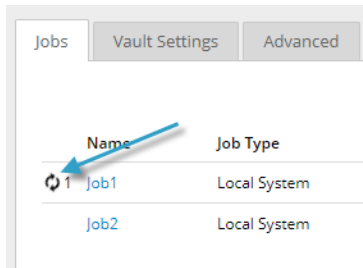 Jobs Vault Settings Advanced
Name Job Type
1 Job1 Local System
Job2 Local System